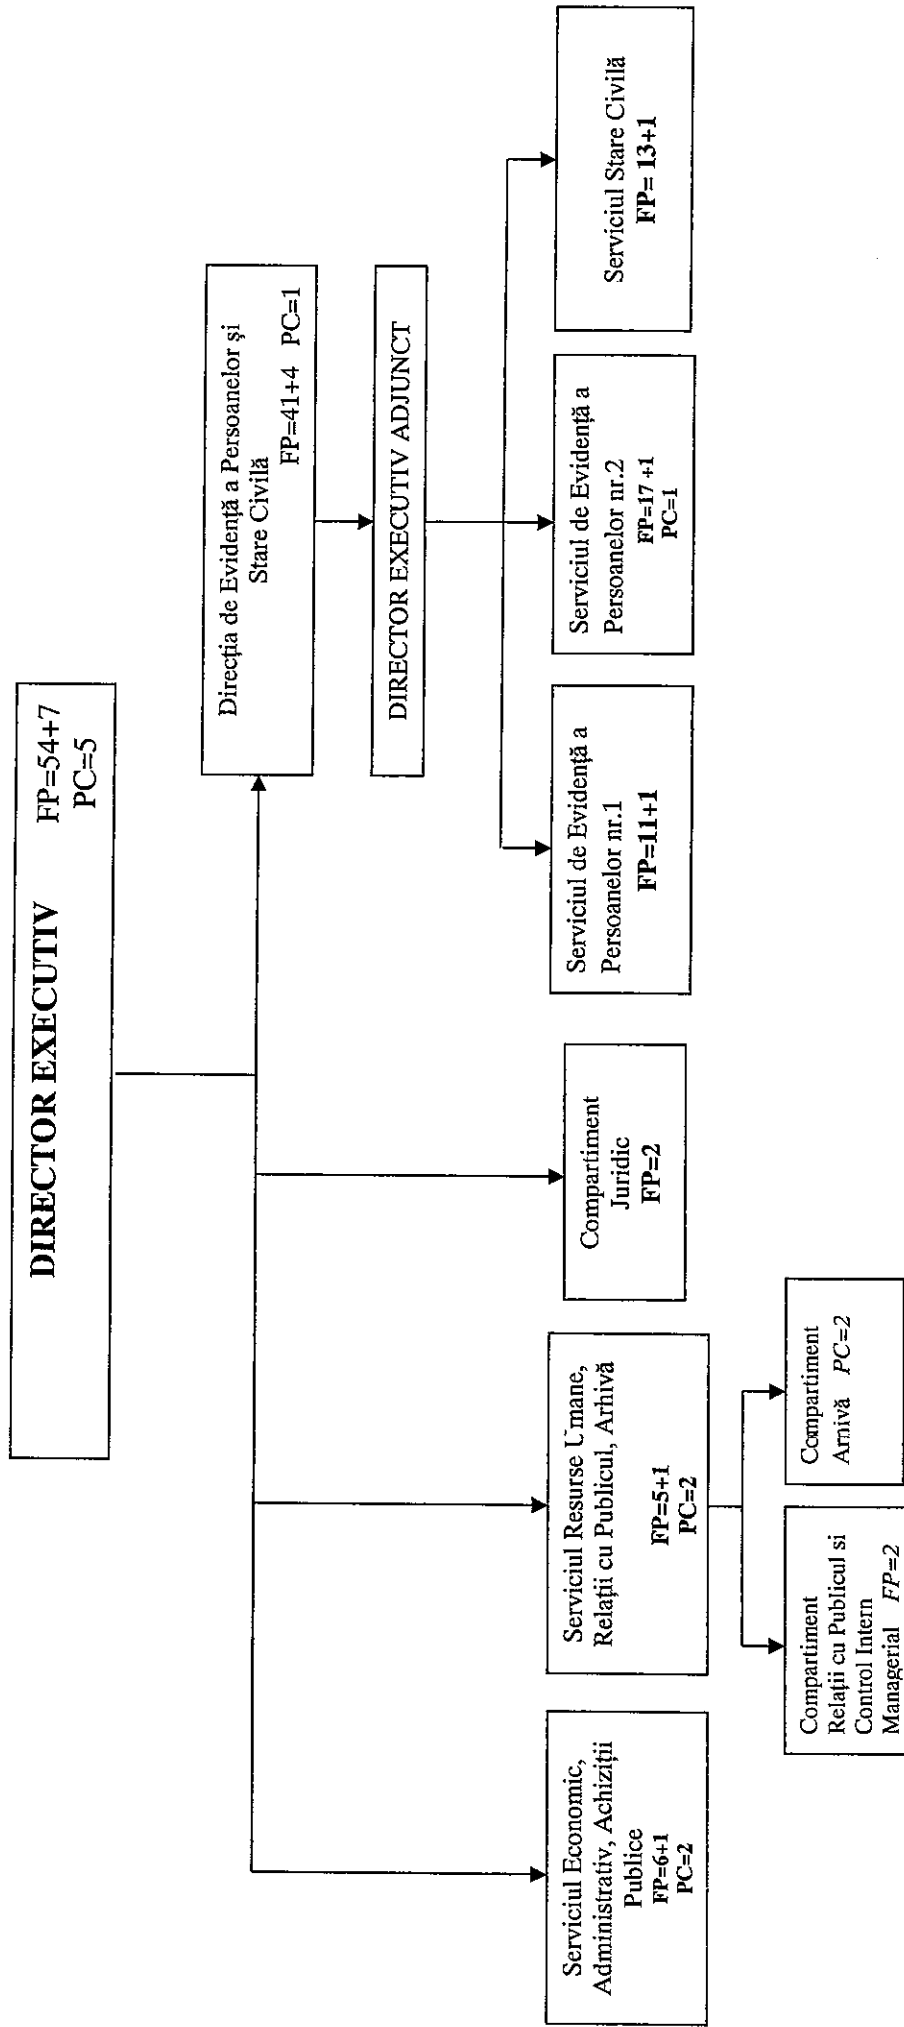 DIRECTOR EXECUTIV FP=54+7
PC=5
Direcția de Evidență a Persoanelor și
Stare Civilă
FP=41+4 PC=1
DIRECTOR EXECUTIV ADJUNCT
Serviciul Economic,
Administrativ, Achiziții
Publice
FP=6+1
PC=2
Serviciul Resurse Umane,
Relații cu Publicul, Arhivă
FP=5+1
PC=2
Compartiment
Juridic
FP=2
Serviciul de Evidență a
Persoanelor nr.1
FP=11+1
Serviciul de Evidență a
Persoanelor nr.2
FP=17+1
PC=1
Serviciul Stare Civilă
FP= 13+1
Compartiment
Relații cu Publicul si
Control Intern
Managerial FP=2
Compartiment
Arhivă PC=2